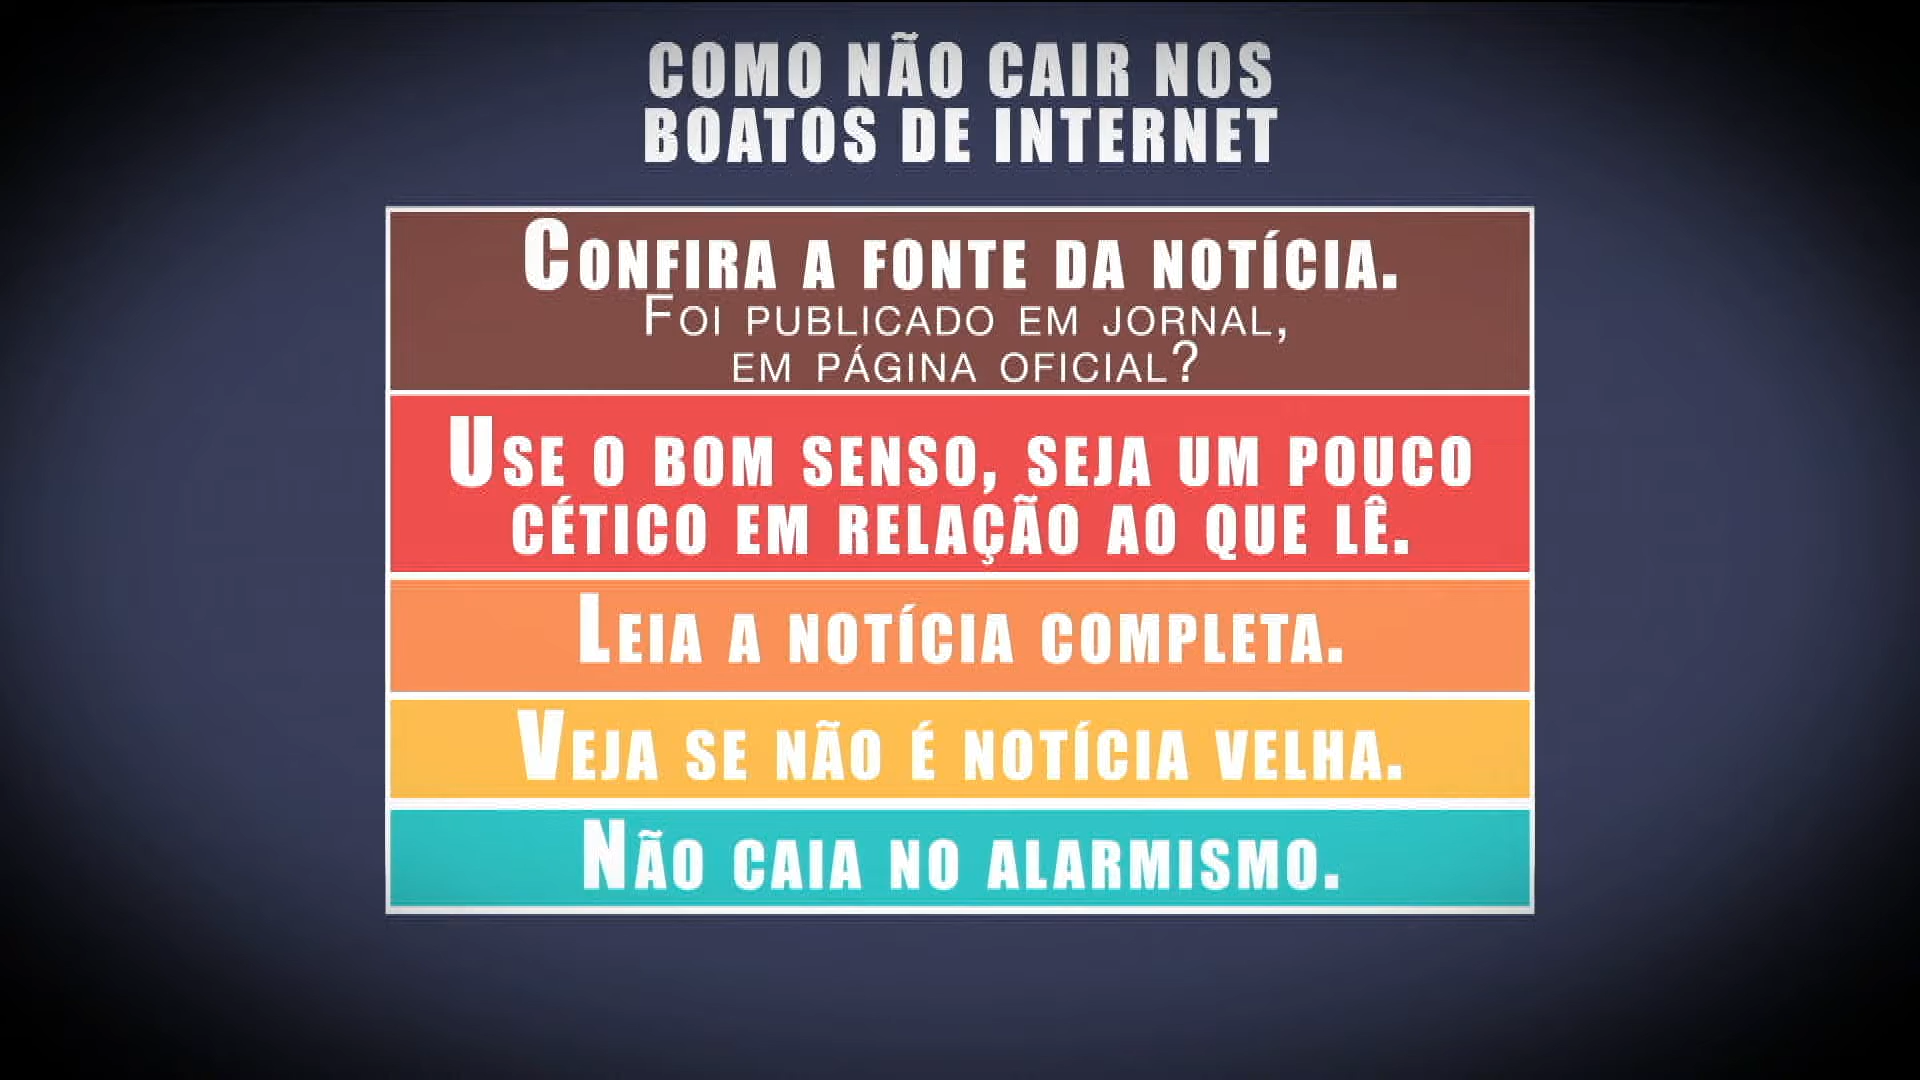 COMO NÃO CAIR NOS
BOATOS DE INTERNET
CONFIRA A FONTE DA NOTÍCIA.
FOI PUBLICADO EM JORNAL,
EM PÁGINA OFICIAL?
USE O BOM SENSO, SEJA UM POUCO
CÉTICO EM RELAÇÃO AO QUE LÊ.
LEIA A NOTÍCIA COMPLETA.
VEJA SE NÃO É NOTÍCIA VELHA.
NÃO CAIA NO ALARMISMO.